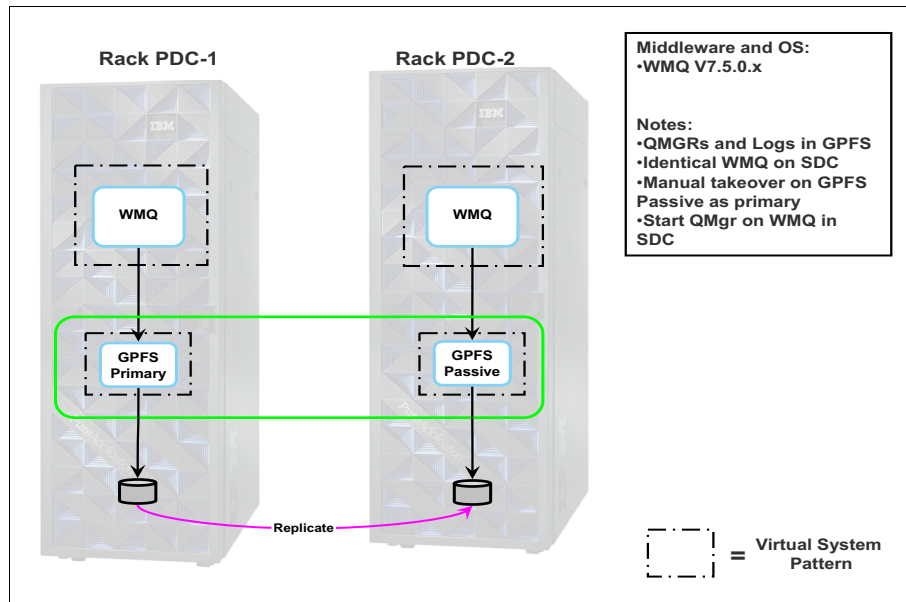 Rack PDC-1
Rack PDC-2
IBM
IBM
WMQ
WMQ
GPFS
Primary
GPFS
Passive
PureApplication
Replicate
Middleware and OS:
•WMQ V7.5.0.x
Notes:
•QMGRs and Logs in GPFS
•Identical WMQ on SDC
•Manual takeover on GPFS
Passive as primary
•Start QMgr on WMQ in
SDC
= Virtual System
Pattern